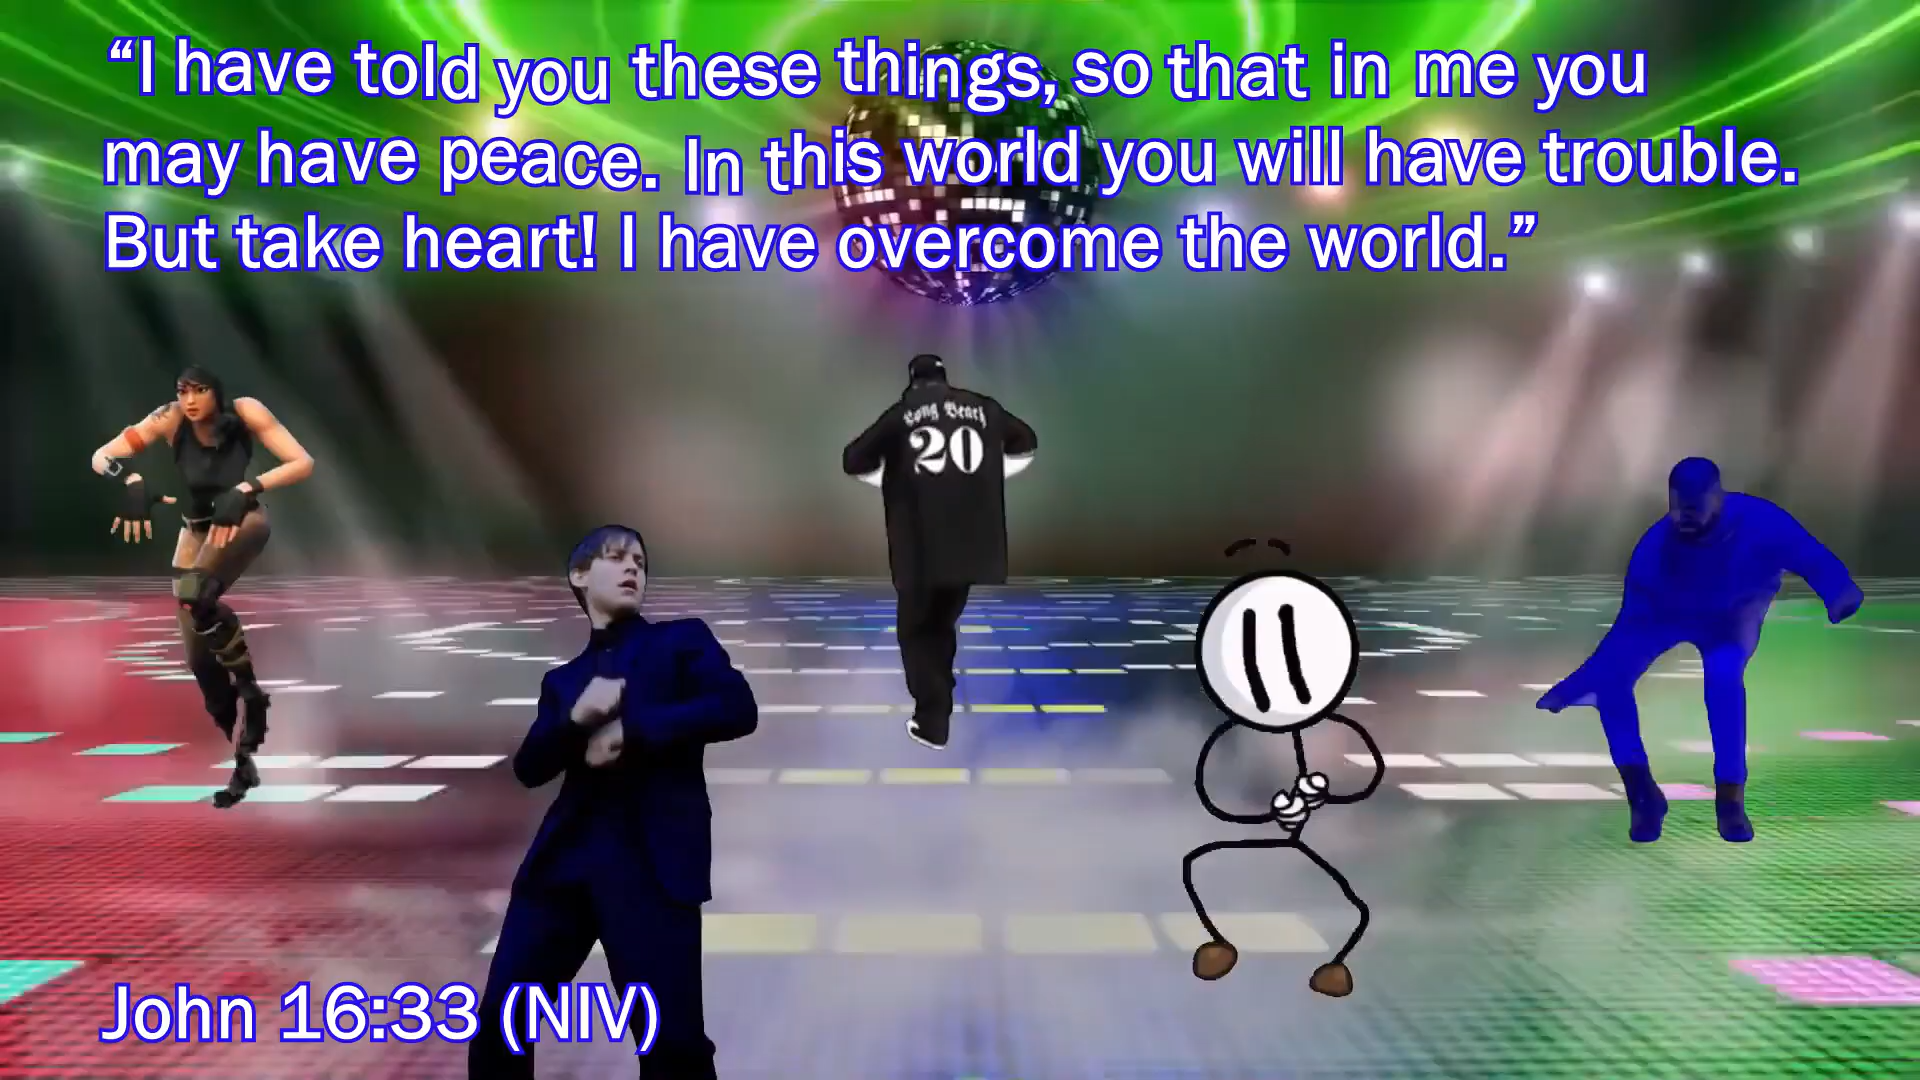 “I have told you these things, so that in me you
may have peace. In this world you will have trouble.
But take heart! I have overcome the world.”
Long Beach
20
John 16:33 (NIV)